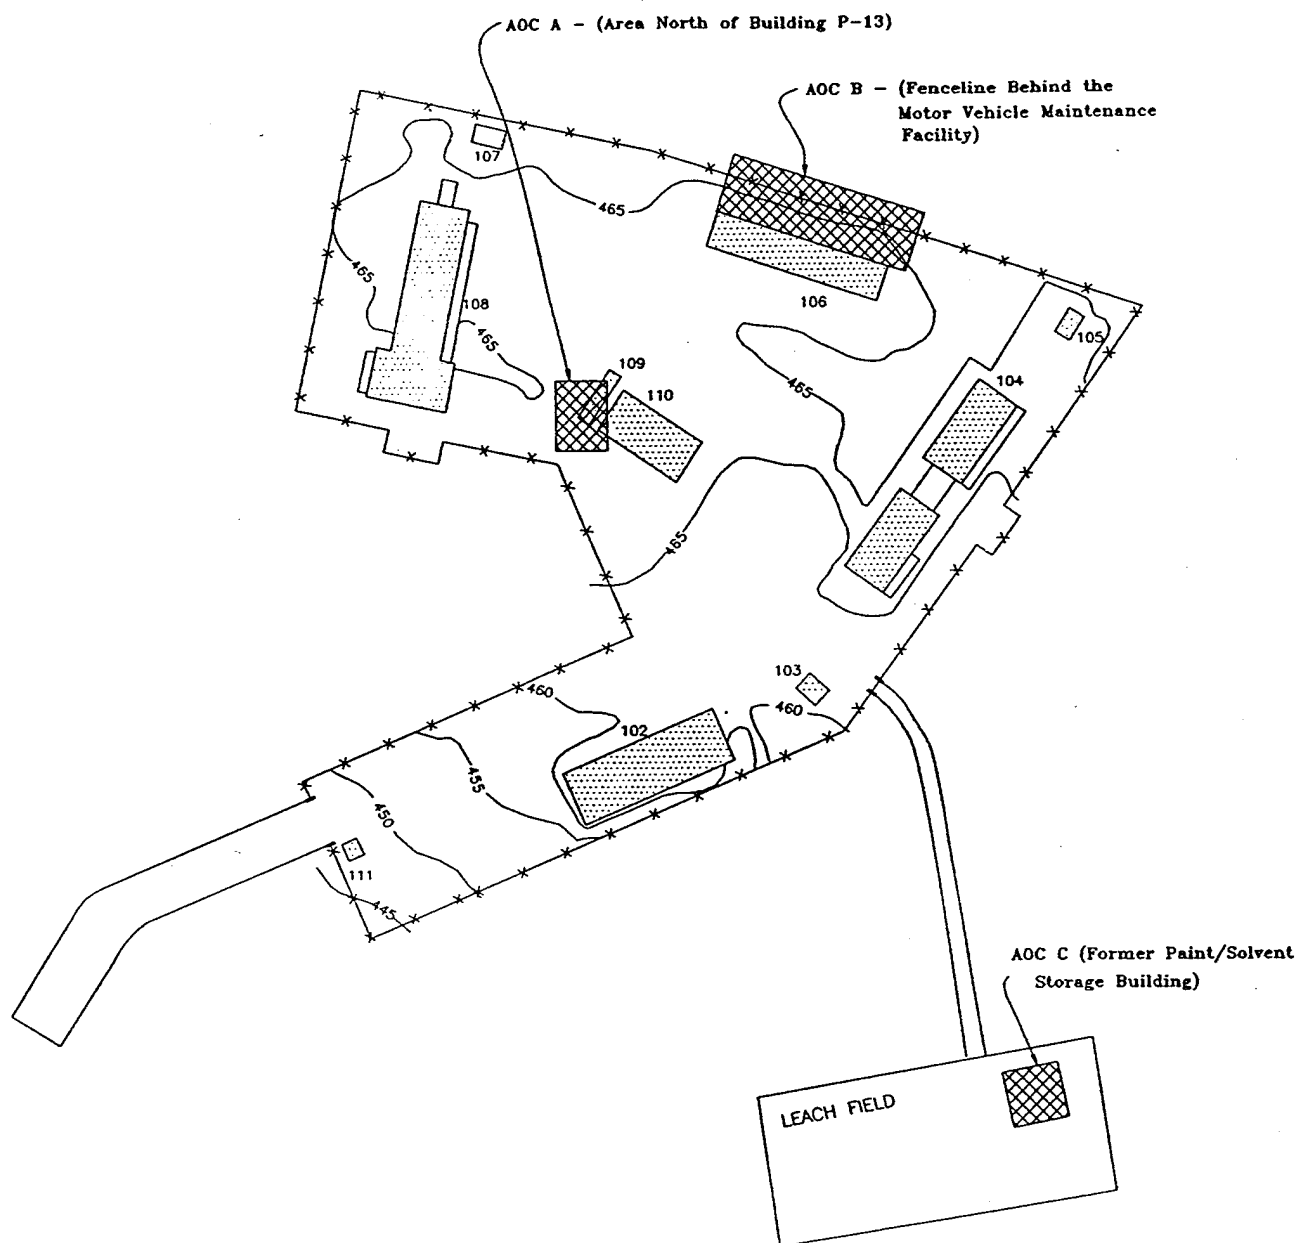 AOC A - (Area North of Building P-13)
AOC B - (Fenceline Behind the
Motor Vehicle Maintenance
Facility)
107
465
465
108
465
106
105
109
110
465
104
465
103
460
460
102
455
450
111
445
AOC C (Former Paint/Solvent
Storage Building)
LEACH FIELD